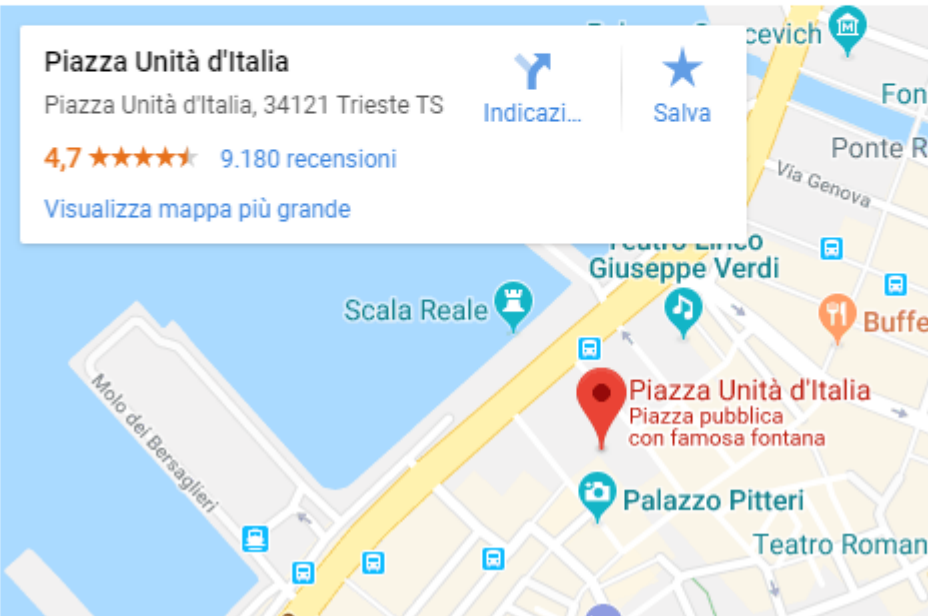 Piazza Unità d'Italia
Piazza Unità d'Italia, 34121 Trieste TS
Indicazi...
Salva
4,7
9.180 recensioni
Visualizza mappa più grande
cevich
Fon
Ponte R
Via Genova
Teatro Lirico
Giuseppe Verdi
Scala Reale
Buffe
Piazza Unità d'Italia
Piazza pubblica
con famosa fontana
Molo dei Bersaglieri
Palazzo Pitteri
Teatro Roman